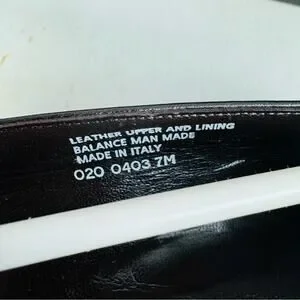 LEATHER UPPER AND LINING
BALANCE MAN MADE
MADE IN ITALY
020 0403 7M